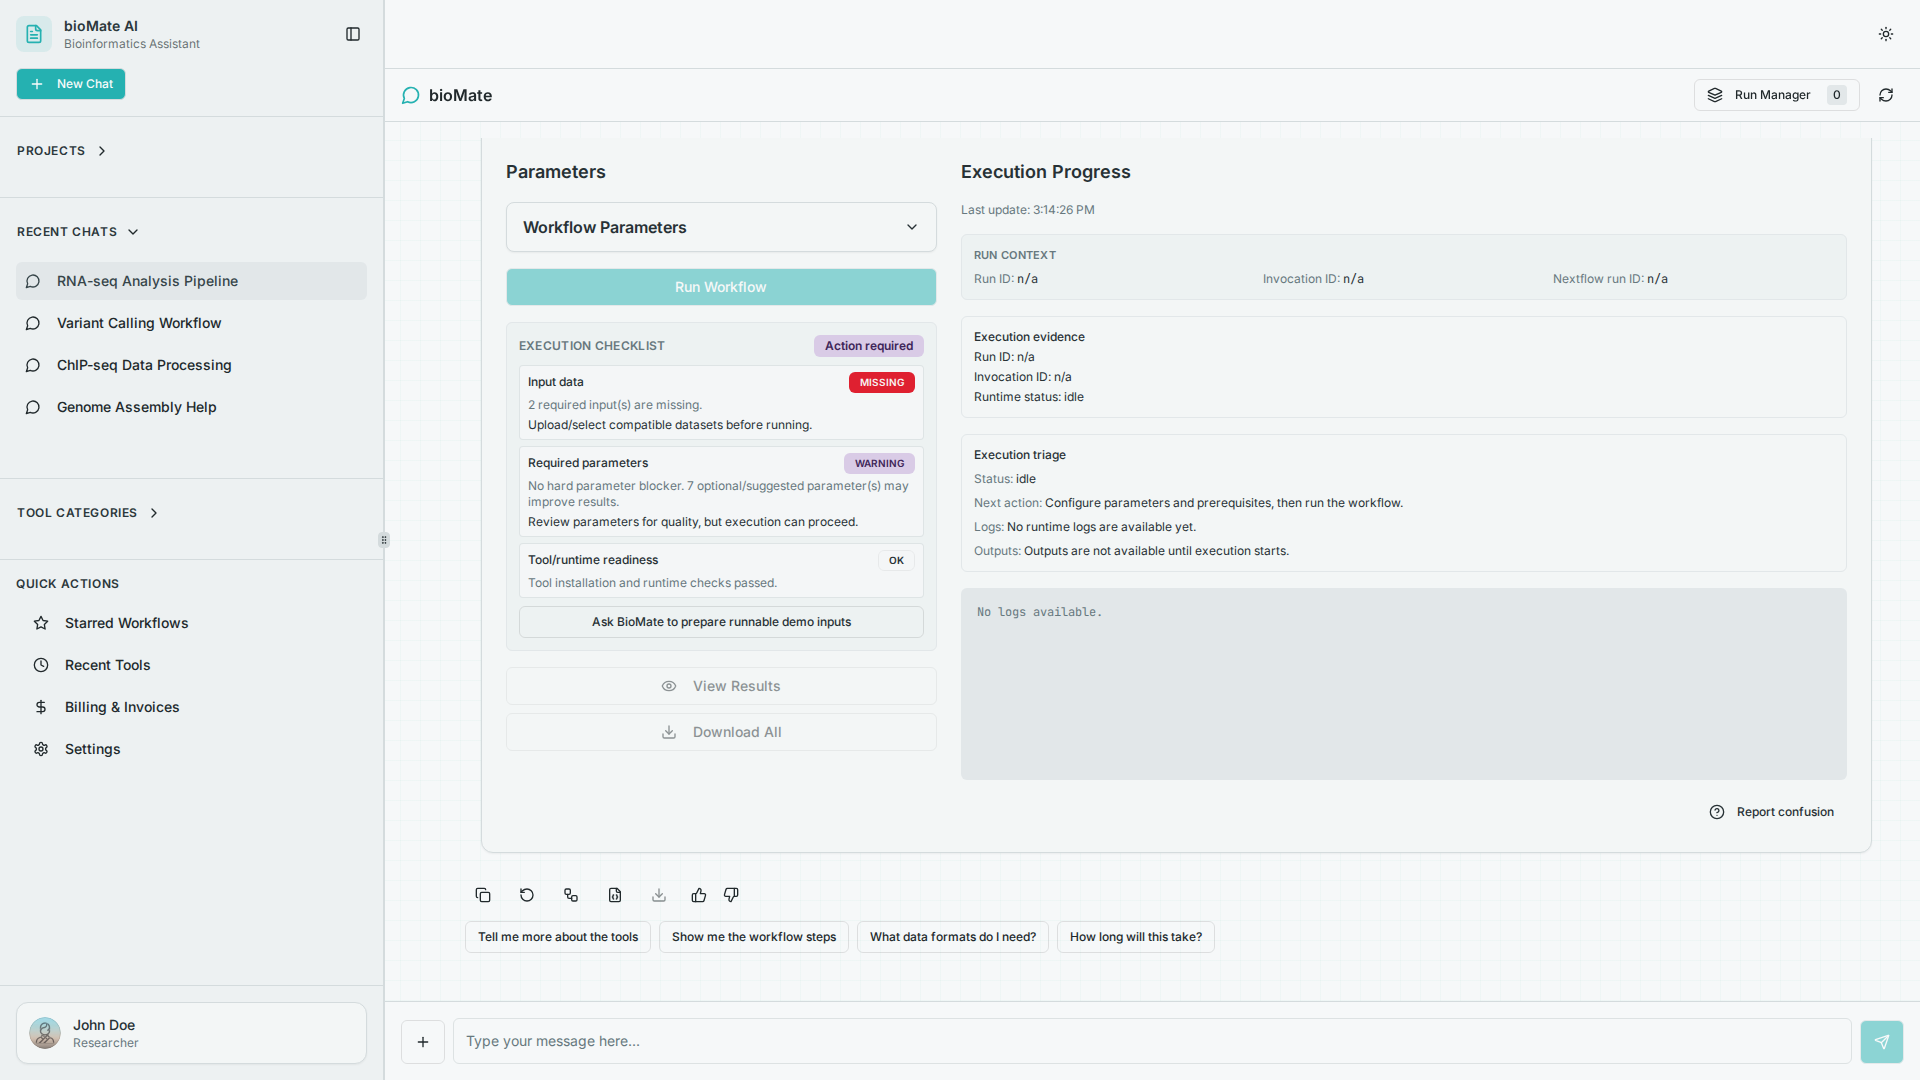 bioMate AI
Bioinformatics Assistant
New Chat
PROJECTS
RECENT CHATS
RNA-seq Analysis Pipeline
Variant Calling Workflow
ChIP-seq Data Processing
Genome Assembly Help
TOOL CATEGORIES
QUICK ACTIONS
Starred Workflows
Recent Tools
Billing & Invoices
Settings
John Doe
Researcher
bioMate
Run Manager 0
Parameters
Workflow Parameters
Run Workflow
EXECUTION CHECKLIST Action required
Input data MISSING
2 required input(s) are missing.
Upload/select compatible datasets before running.
Required parameters WARNING
No hard parameter blocker. 7 optional/suggested parameter(s) may
improve results.
Review parameters for quality, but execution can proceed.
Tool/runtime readiness OK
Tool installation and runtime checks passed.
Ask BioMate to prepare runnable demo inputs
View Results
Download All
Execution Progress
Last update: 3:14:26 PM
RUN CONTEXT
Run ID: n/a Invocation ID: n/a Nextflow run ID: n/a
Execution evidence
Run ID: n/a
Invocation ID: n/a
Runtime status: idle
Execution triage
Status: idle
Next action: Configure parameters and prerequisites, then run the workflow.
Logs: No runtime logs are available yet.
Outputs: Outputs are not available until execution starts.
No logs available.
Report confusion
Tell me more about the tools Show me the workflow steps What data formats do I need? How long will this take?
Type your message here...